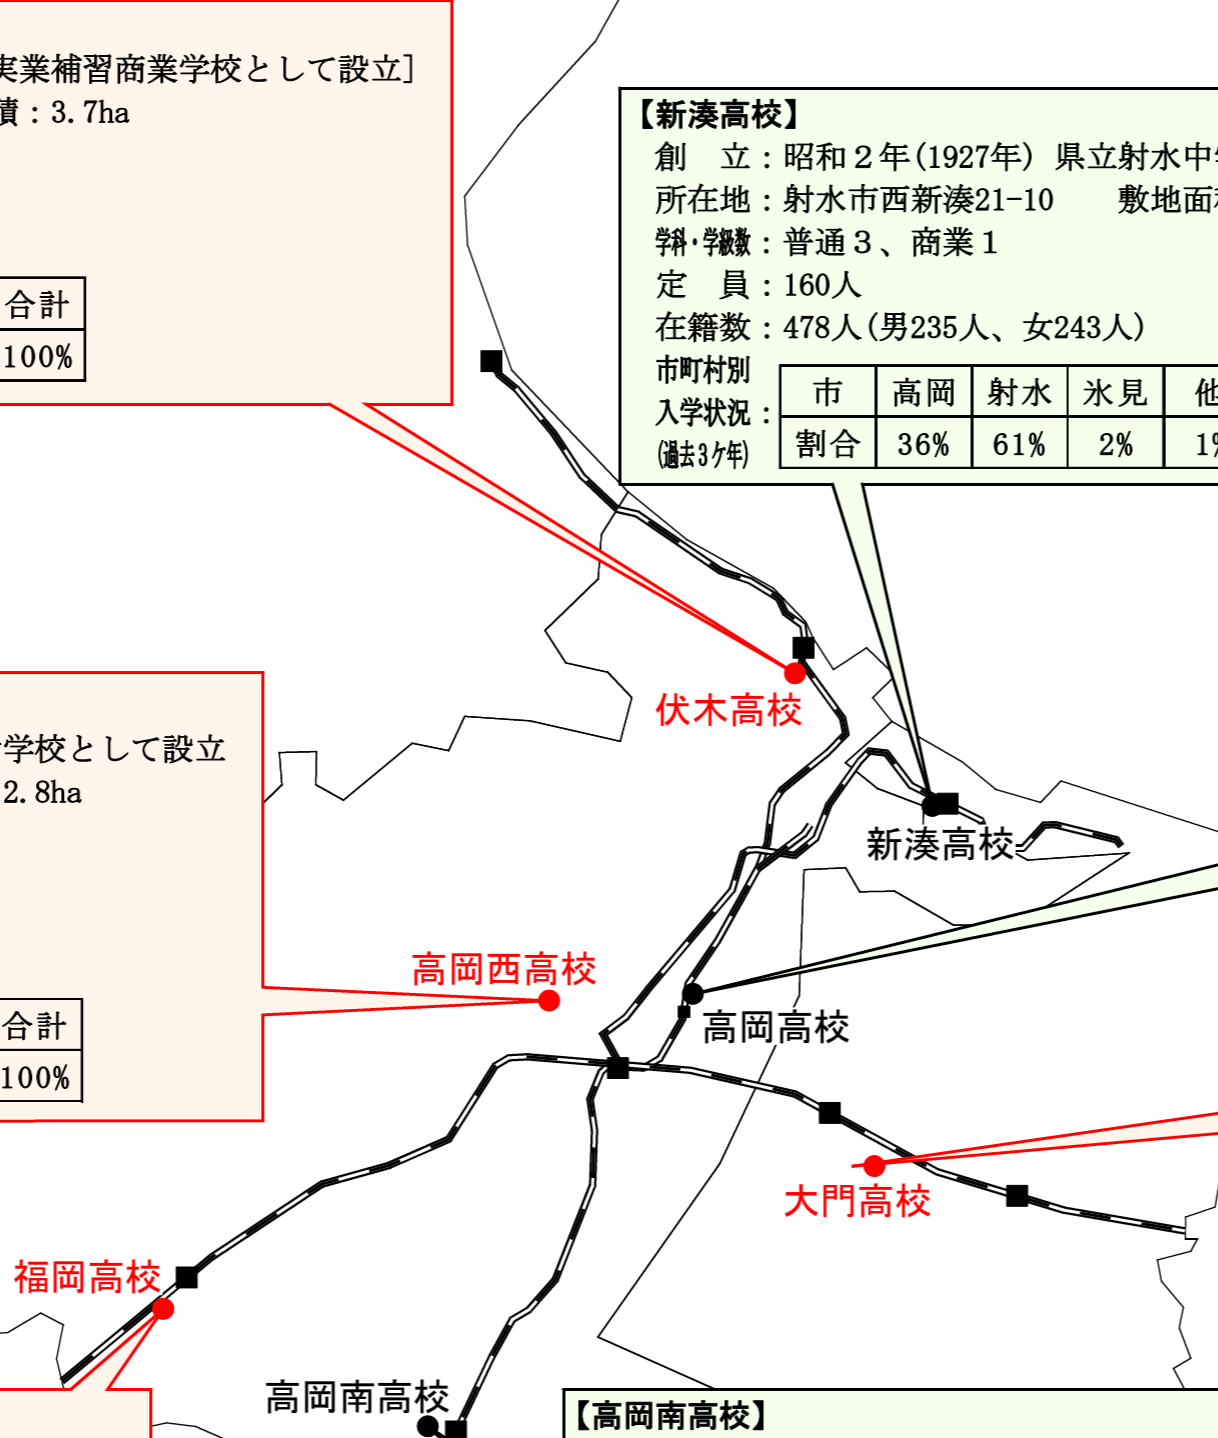 実業補習商業学校として設立]
積：3.7ha
合計
100%
【新湊高校】
創　立：昭和２年(1927年) 県立射水中学
所在地：射水市西新湊21-10　　敷地面積
学科・学級数：普通３、商業１
定　員：160人
在籍数：478人(男235人、女243人)
市町村別
入学状況：
(過去3ケ年)
市 高岡 射水 氷見 他
割合 36% 61% 2% 1%
伏木高校
学校として設立
2.8ha
新湊高校
高岡西高校
合計
100%
高岡高校
大門高校
福岡高校
高岡南高校
【高岡南高校】